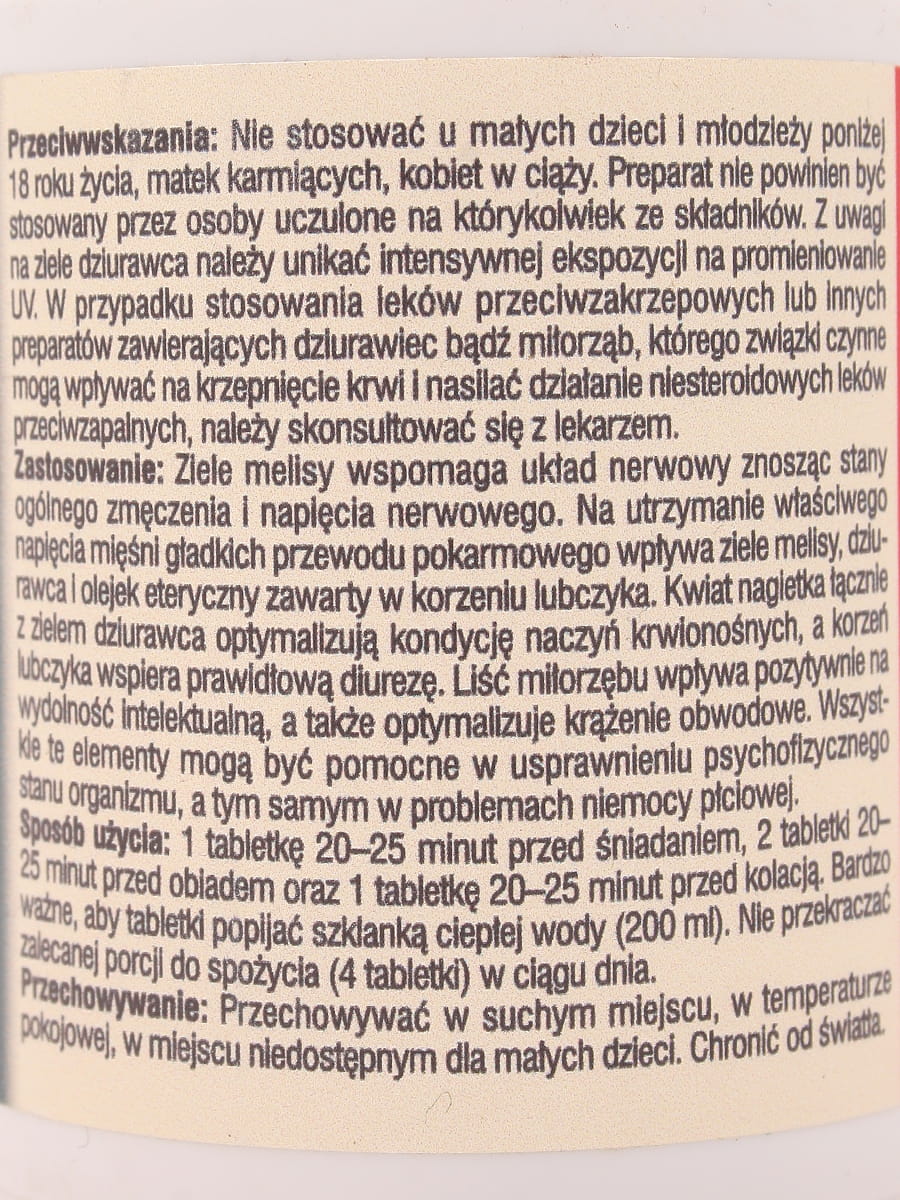 Przeciwwskazania: Nie stosować u małych dzieci i młodzieży poniżej
18 roku życia, matek karmiących, kobiet w ciąży. Preparat nie powinien być
stosowany przez osoby uczulone na którykolwiek ze składników. Z uwagi
na ziele dziurawca należy unikać intensywnej ekspozycji na promieniowanie
UV. W przypadku stosowania leków przeciwzakrzepowych lub innych
preparatów zawierających dziurawiec bądź miłorząb, którego związki czynne
mogą wpływać na krzepnięcie krwi i nasilać działanie niesteroidowych leków
przeciwzapalnych, należy skonsultować się z lekarzem.
Zastosowanie: Ziele melisy wspomaga układ nerwowy znosząc stany
ogólnego zmęczenia i napięcia nerwowego. Na utrzymanie właściwego
napięcia mięśni gładkich przewodu pokarmowego wpływa ziele melisy, dziu-
rawca i olejek eteryczny zawarty w korzeniu lubczyka. Kwiat nagietka łącznie
z zielem dziurawca optymalizują kondycję naczyń krwionośnych, a korzeń
lubczyka wspiera prawidłową diurezę. Liść miłorzębu wpływa pozytywnie na
wydolność intelektualną, a także optymalizuje krążenie obwodowe. Wszyst-
kie te elementy mogą być pomocne w usprawnieniu psychofizycznego
stanu organizmu, a tym samym w problemach niemocy płciowej.
Sposób użycia: 1 tabletkę 20–25 minut przed śniadaniem, 2 tabletki 20–
25 minut przed obiadem oraz 1 tabletkę 20–25 minut przed kolacją. Bardzo
ważne, aby tabletki popijać szklanką ciepłej wody (200 ml). Nie przekraczać
zalecanej porcji do spożycia (4 tabletki) w ciągu dnia.
Przechowywanie: Przechowywać w suchym miejscu, w temperaturze
pokojowej, w miejscu niedostępnym dla małych dzieci. Chronić od światła.